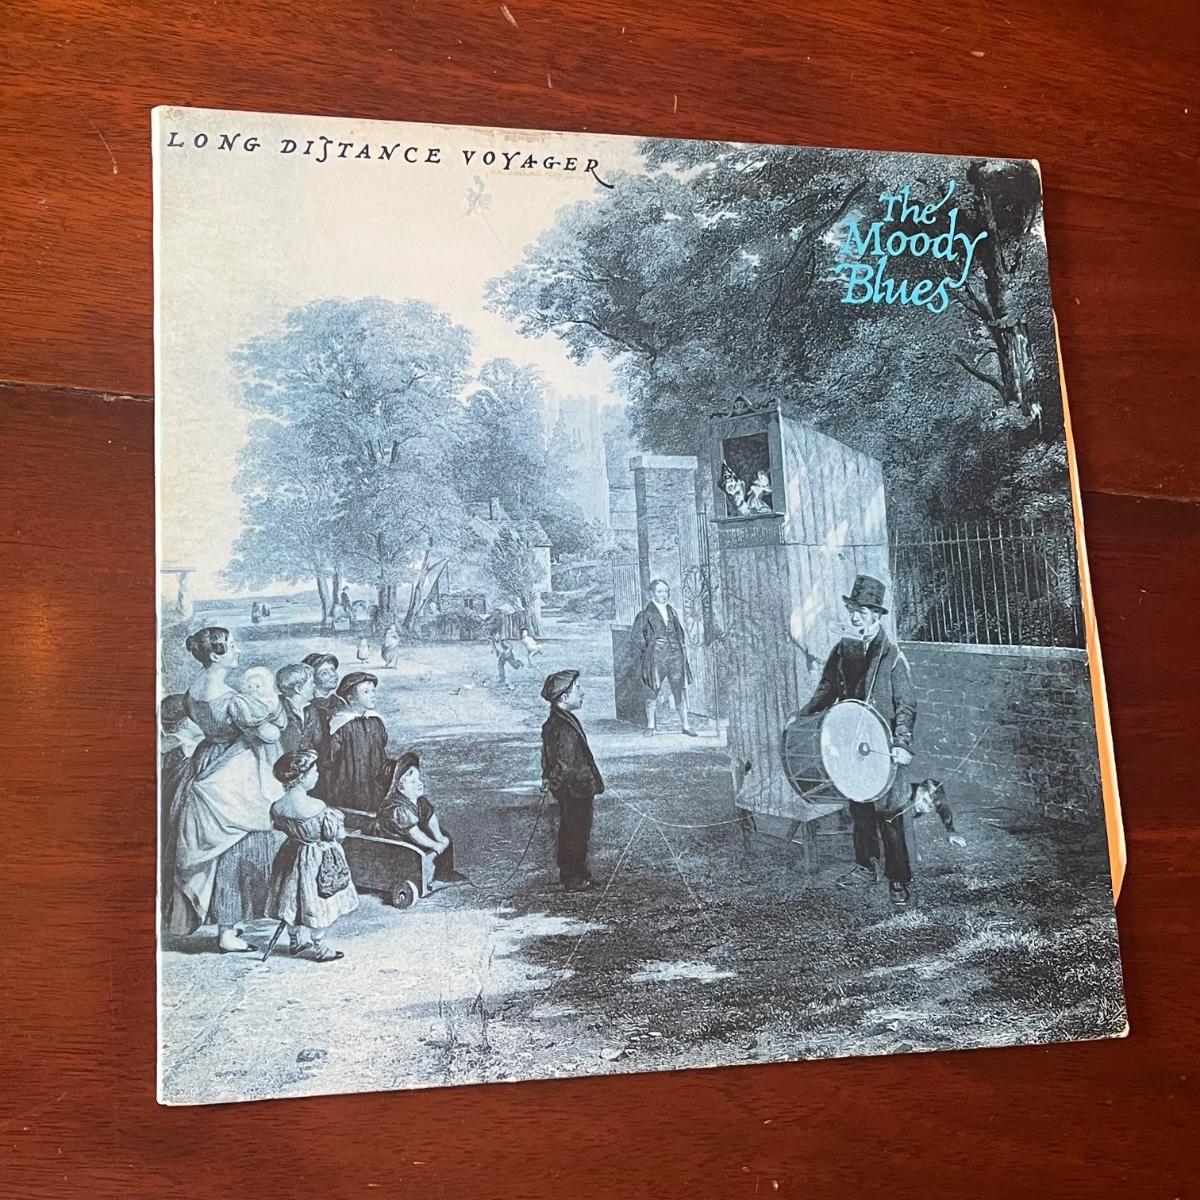 LONG DISTANCE VOYAGER
The
Moody
Blues